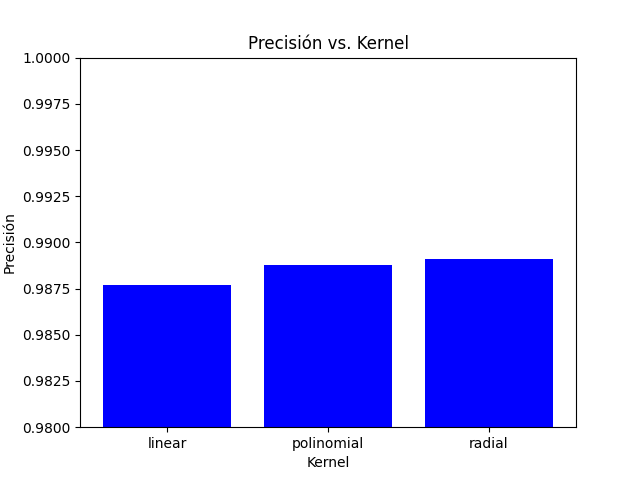 Precisión vs. Kernel
1.0000
0.9975
0.9950
0.9925
0.9900
0.9875
0.9850
0.9825
0.9800
Precisión
linear
polinomial
radial
Kernel